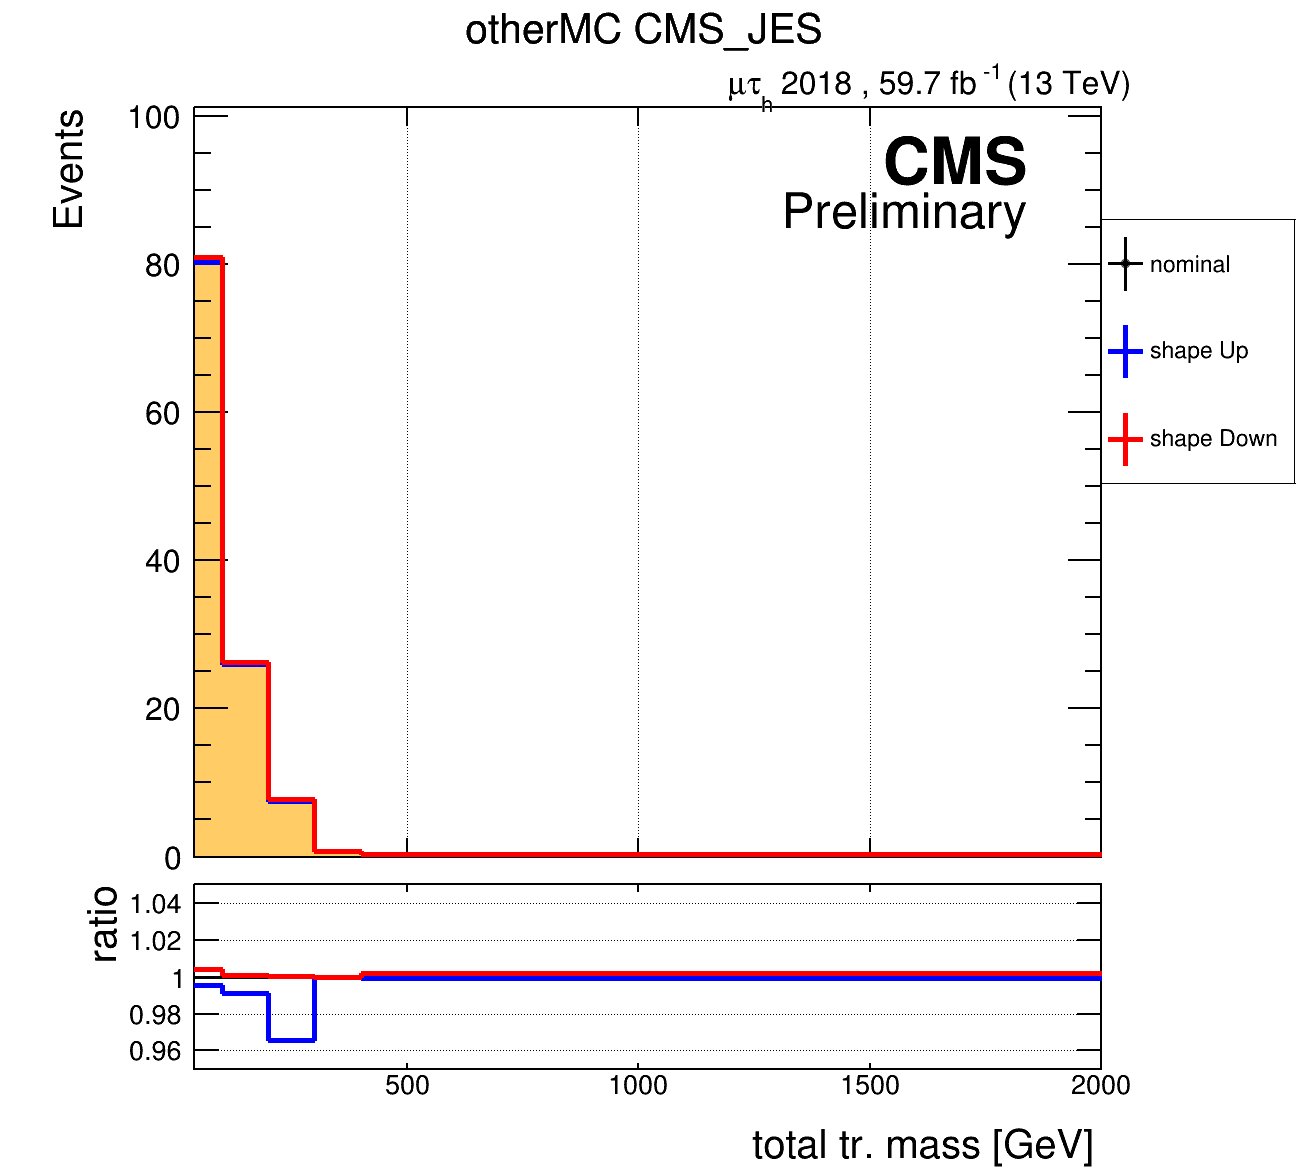 otherMC CMS_JES
μτh 2018 , 59.7 fb-1 (13 TeV)
Events
100
80
60
40
20
0
CMS
Preliminary
nominal
shape Up
shape Down
ratio
1.04
1.02
1
0.98
0.96
500 1000 1500 2000
total tr. mass [GeV]